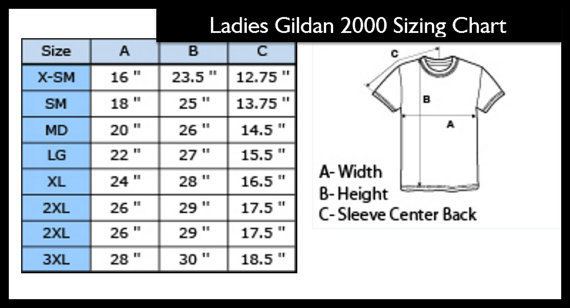 Ladies Gildan 2000 Sizing Chart
Size A B C
X-SM 16 " 23.5 " 12.75 "
SM 18 " 25 " 13.75 "
MD 20 " 26 " 14.5 "
LG 22 " 27 " 15.5 "
XL 24 " 28 " 16.5 "
2XL 26 " 29 " 17.5 "
2XL 26 " 29 " 17.5 "
3XL 28 " 30 " 18.5 "
C
B
A
A- Width
B- Height
C- Sleeve Center Back